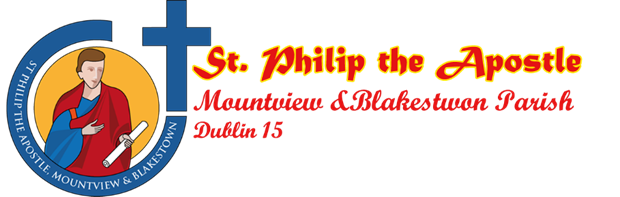 ST PHILIP THE APOSTLE, MOUNTVIEW & BLAKESTOWN
St. Philip the Apostle
Mountview &Blakestwon Parish
Dublin 15